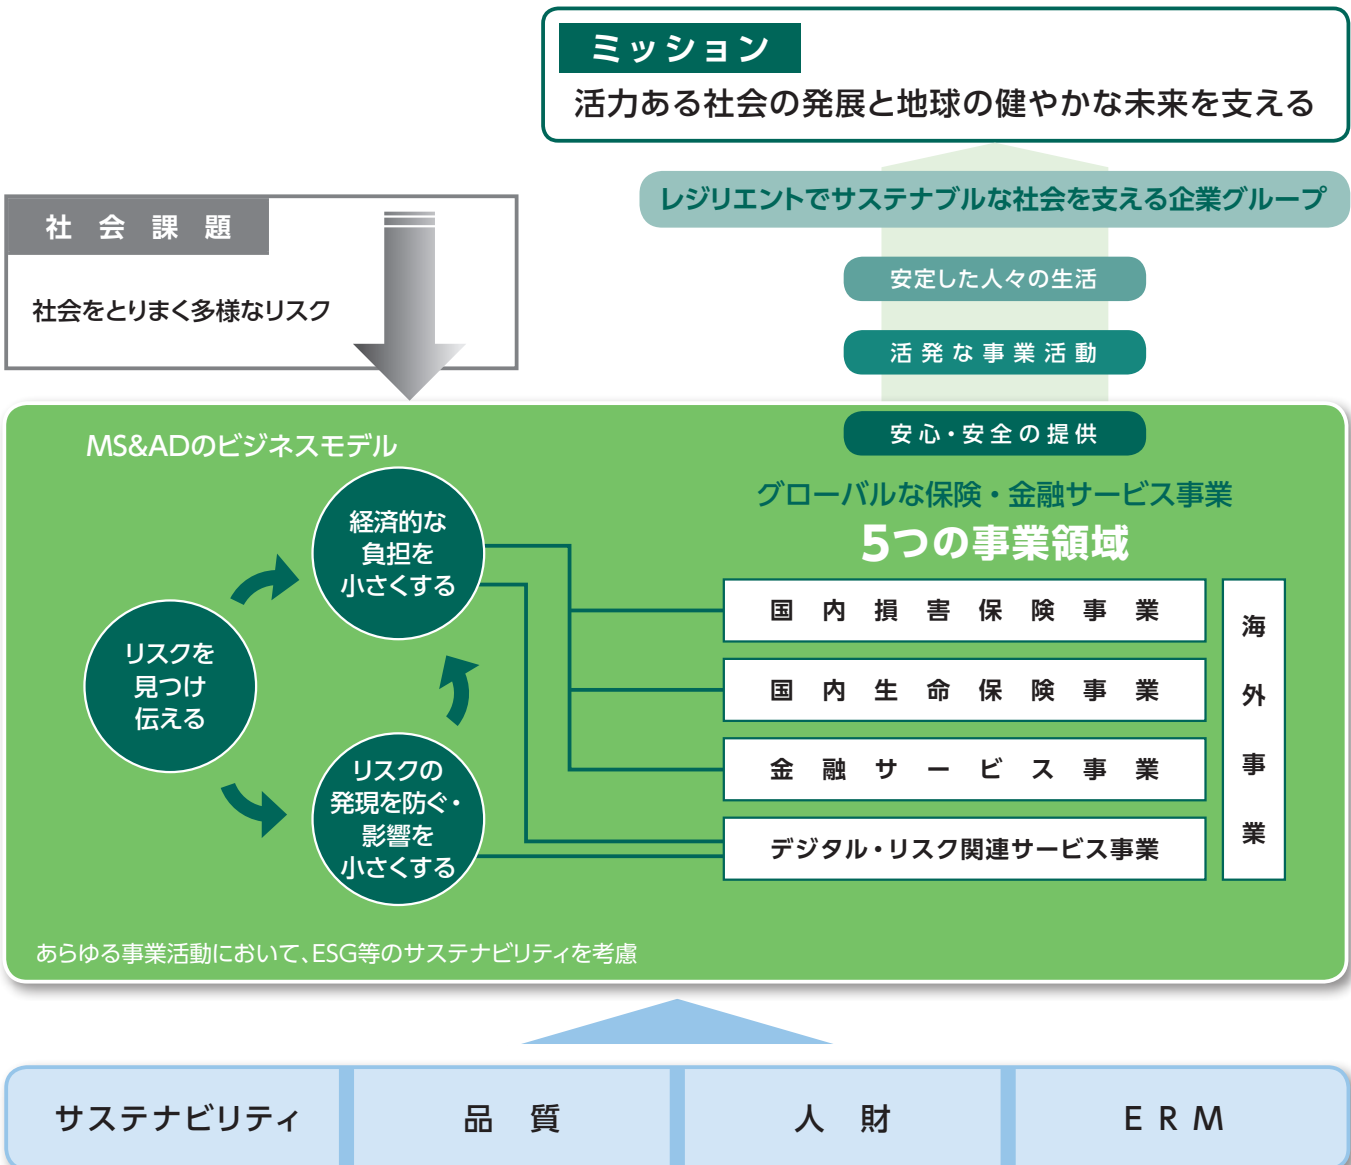 ミッション
活力ある社会の発展と地球の健やかな未来を支える
レジリエントでサステナブルな社会を支える企業グループ
社会課題
社会をとりまく多様なリスク
安定した人々の生活
活発な事業活動
安心・安全の提供
MS&ADのビジネスモデル
経済的な
負担を
小さくする
リスクを
見つけ
伝える
リスクの
発現を防ぐ・
影響を
小さくする
グローバルな保険・金融サービス事業
5つの事業領域
国内損害保険事業
国内生命保険事業
金融サービス事業
デジタル・リスク関連サービス事業
海外事業
あらゆる事業活動において、ESG等のサステナビリティを考慮
サステナビリティ
品質
人財
ERM